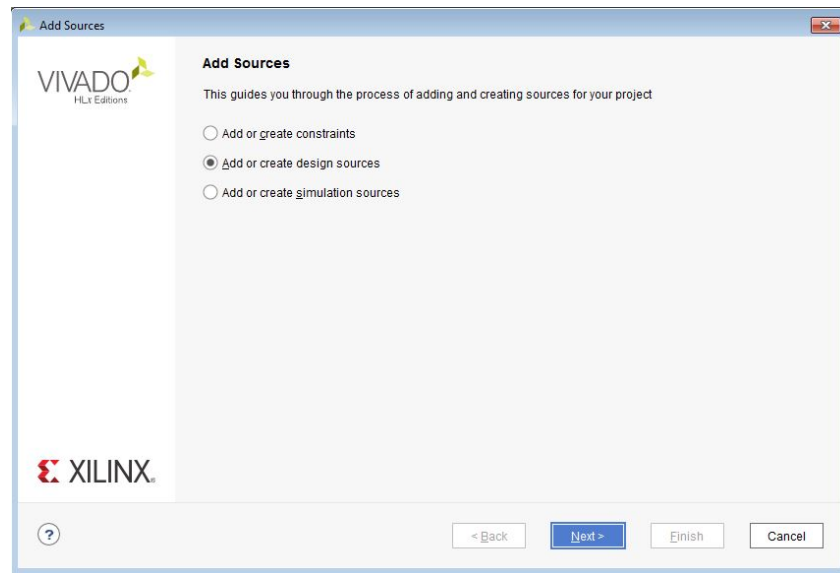 Add Sources
VIVADO
HLx Editions
Add Sources
This guides you through the process of adding and creating sources for your project
Add or create constraints
Add or create design sources
Add or create simulation sources
XILINX.
?
< Back
Next >
Finish
Cancel